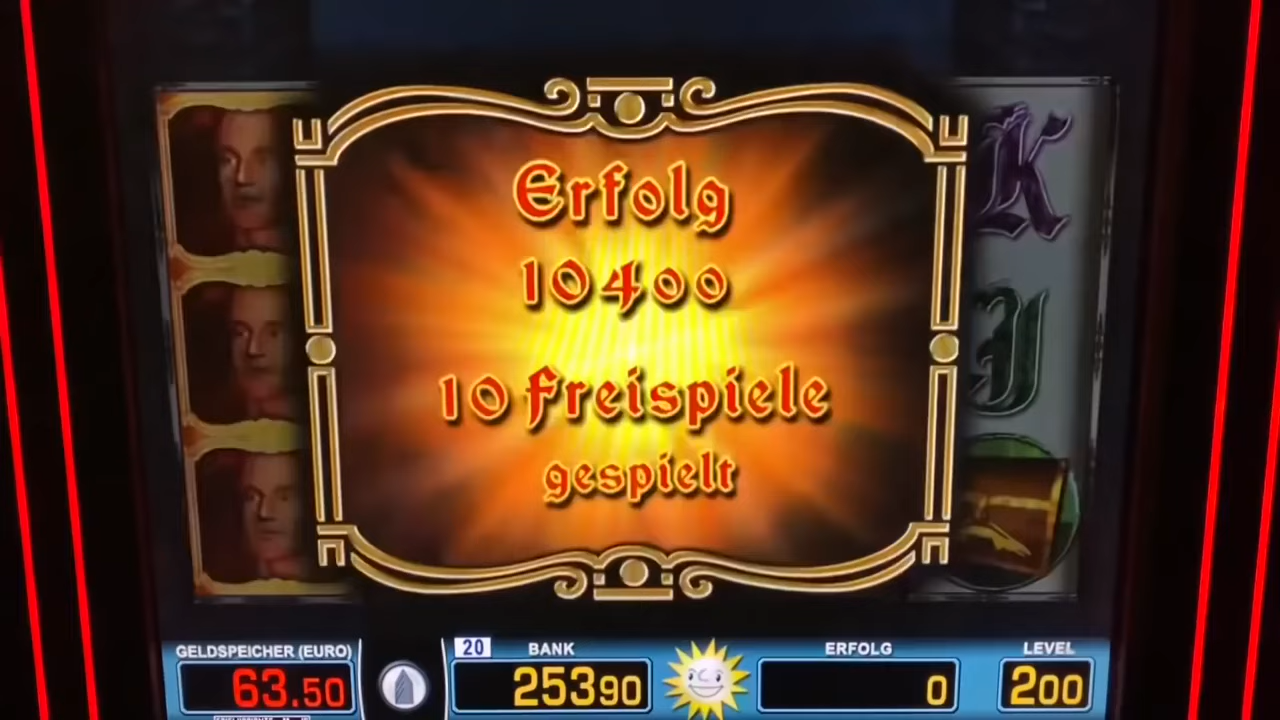 Erfolg
10400
10 Freispiele
gespielt
K
J
GELDSPEICHER (EURO)
20
BANK
ERFOLG
LEVEL
63.50
25390
0
200